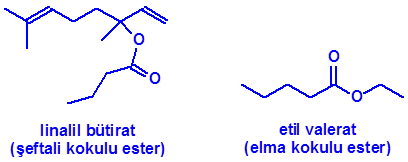 O
O
linalil bütirat
(şeftali kokulu ester)
O
O
etil valerat
(elma kokulu ester)